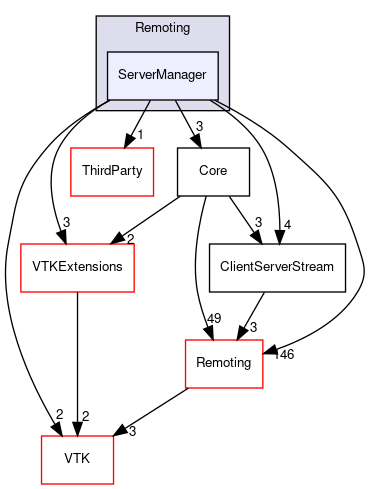 Remoting
ServerManager
1
3
ThirdParty
Core
3
2
3
4
VTKExtensions
ClientServerStream
49
3
146
Remoting
2
2
3
VTK